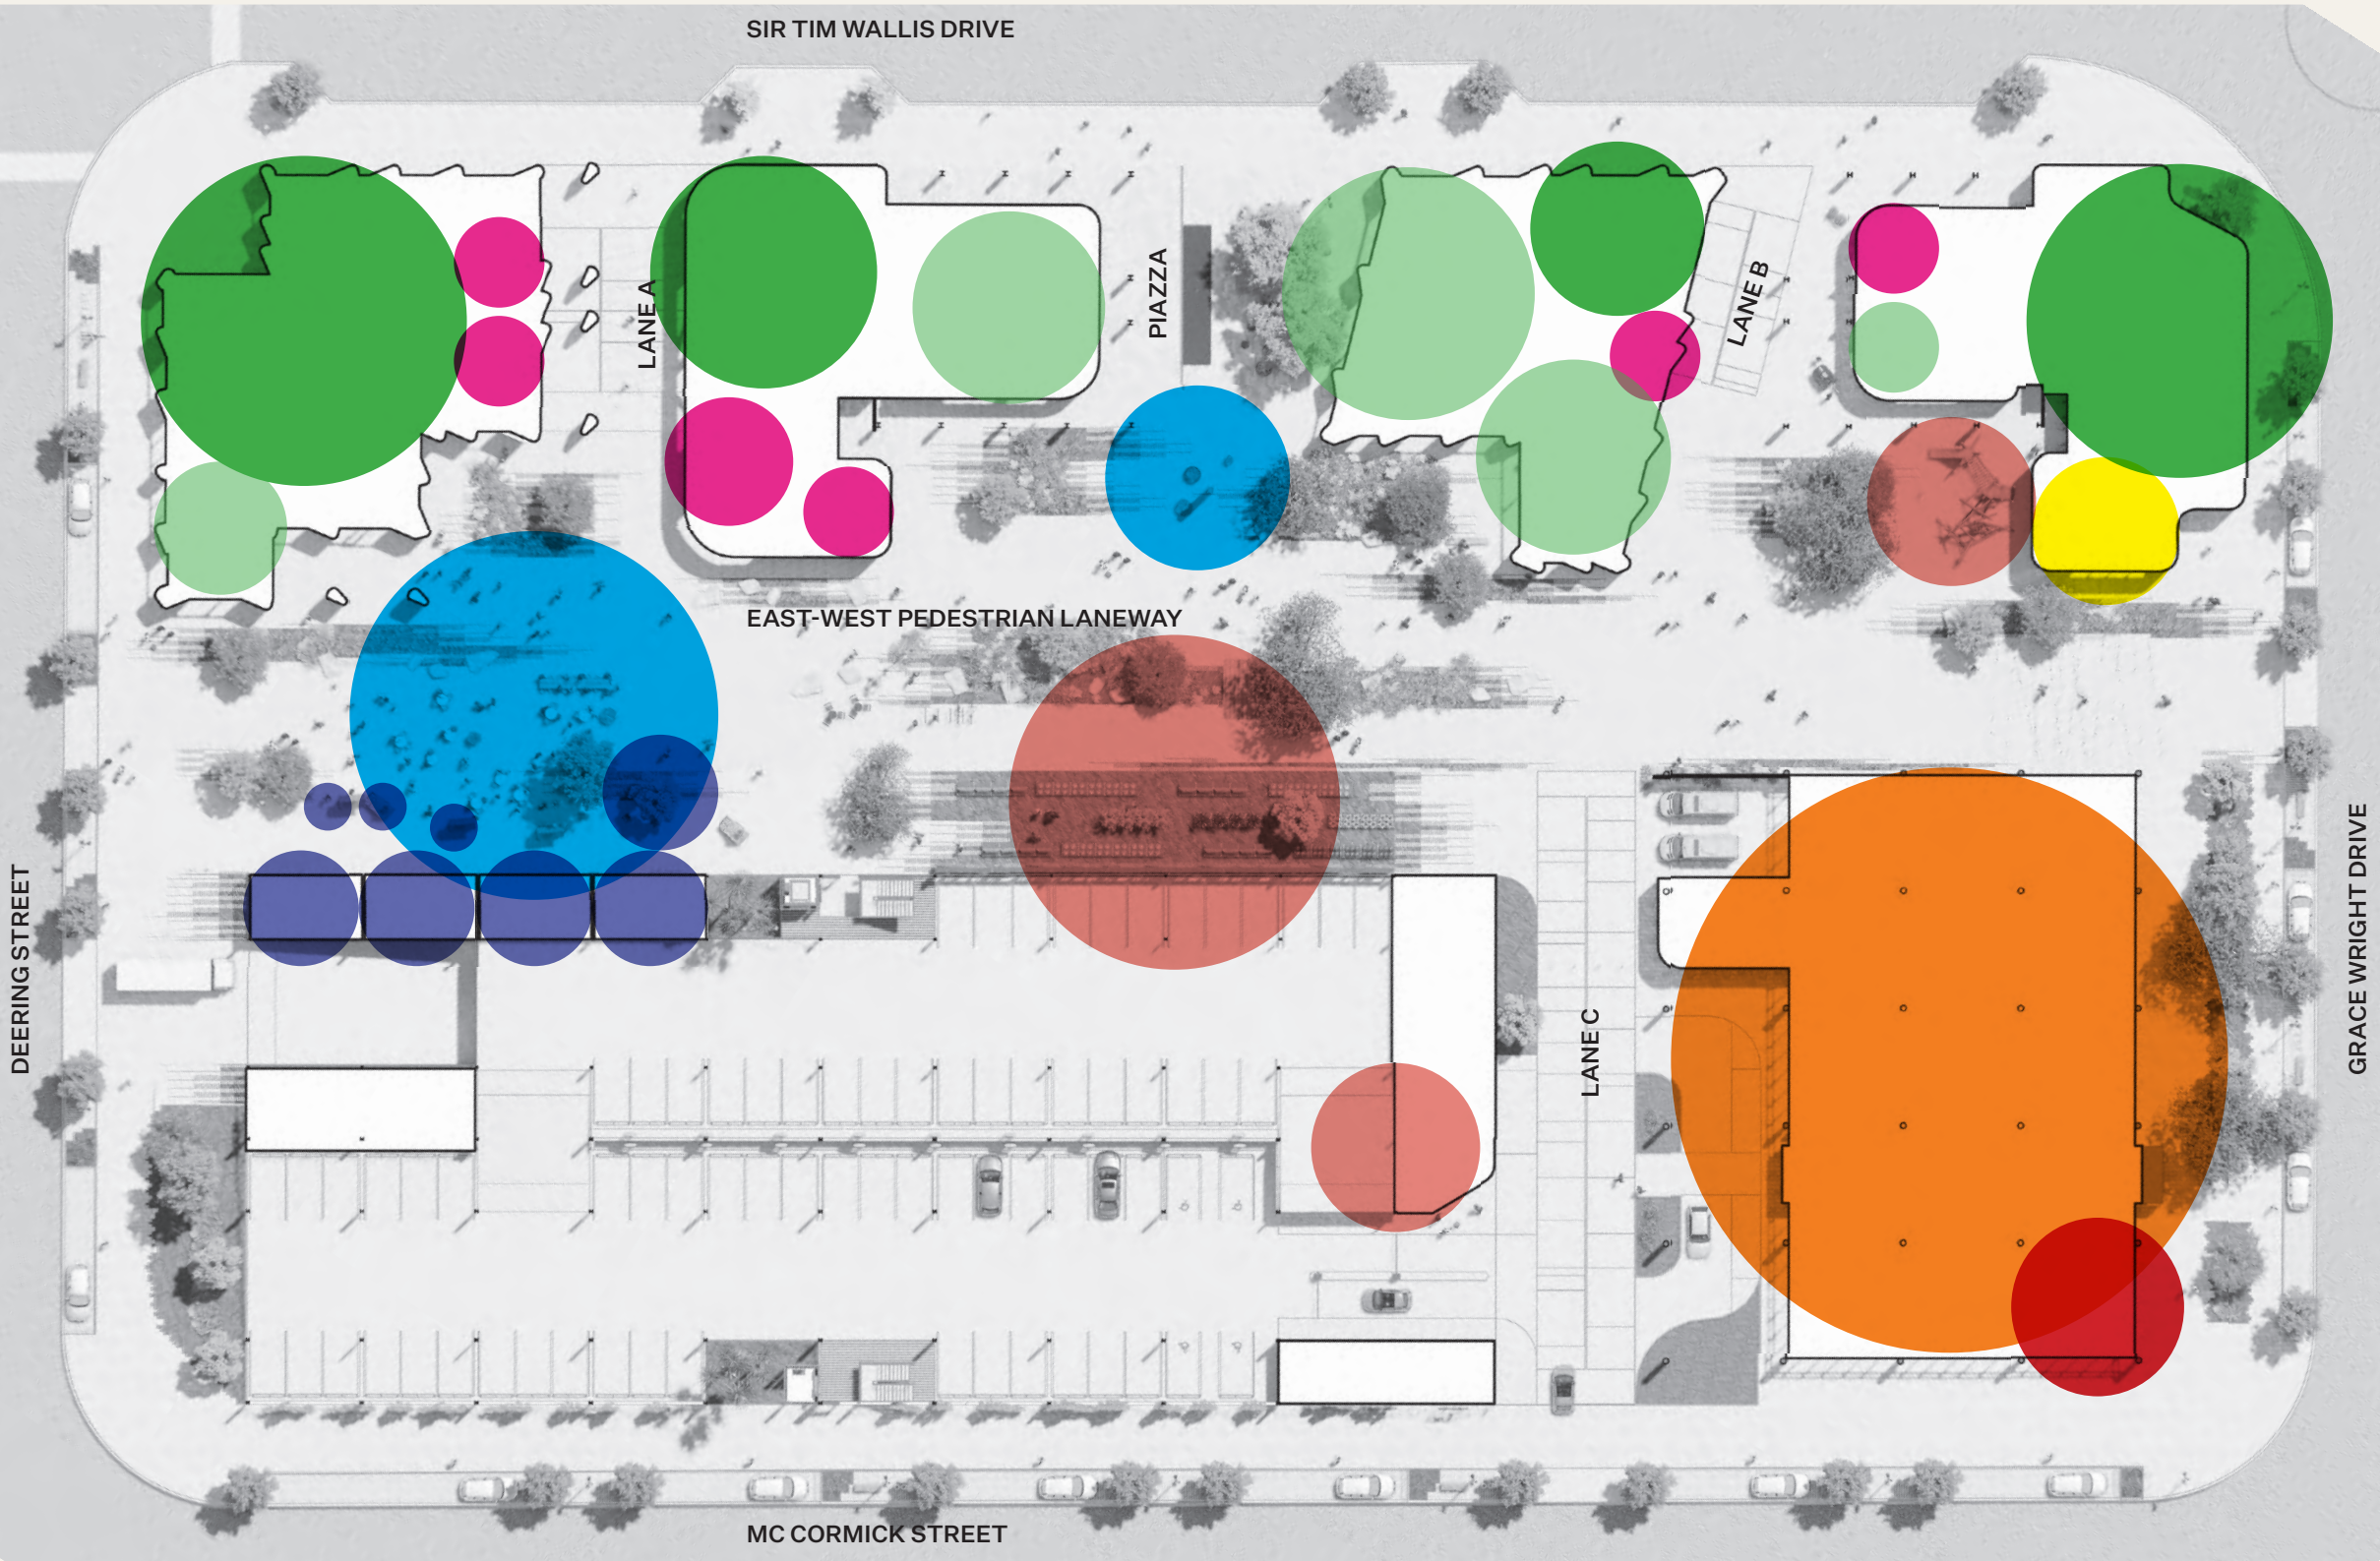 SIR TIM WALLIS DRIVE
LANE A
PIAZZA
LANE B
EAST-WEST PEDESTRIAN LANEWAY
DEERING STREET
LANE C
GRACE WRIGHT DRIVE
MC CORMICK STREET